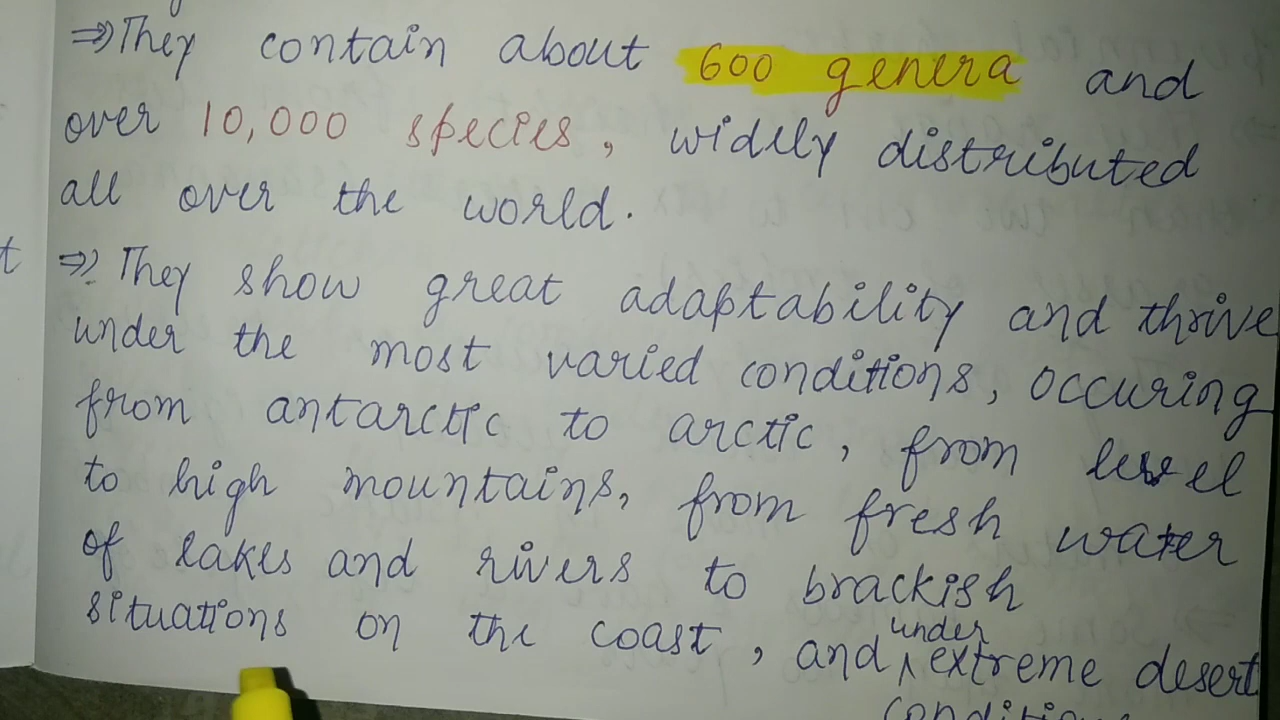 ⇒ They contain about 600 genera and
over 10,000 species, widely distributed
all over the world.
t
⇒ They show great adaptability and thrive
under the most varied conditions, occuring
from antarctic to arctic, from level
to high mountains, from fresh water
of lakes and rivers to brackish
situations on the coast, and ∧ under extreme desert
conditions